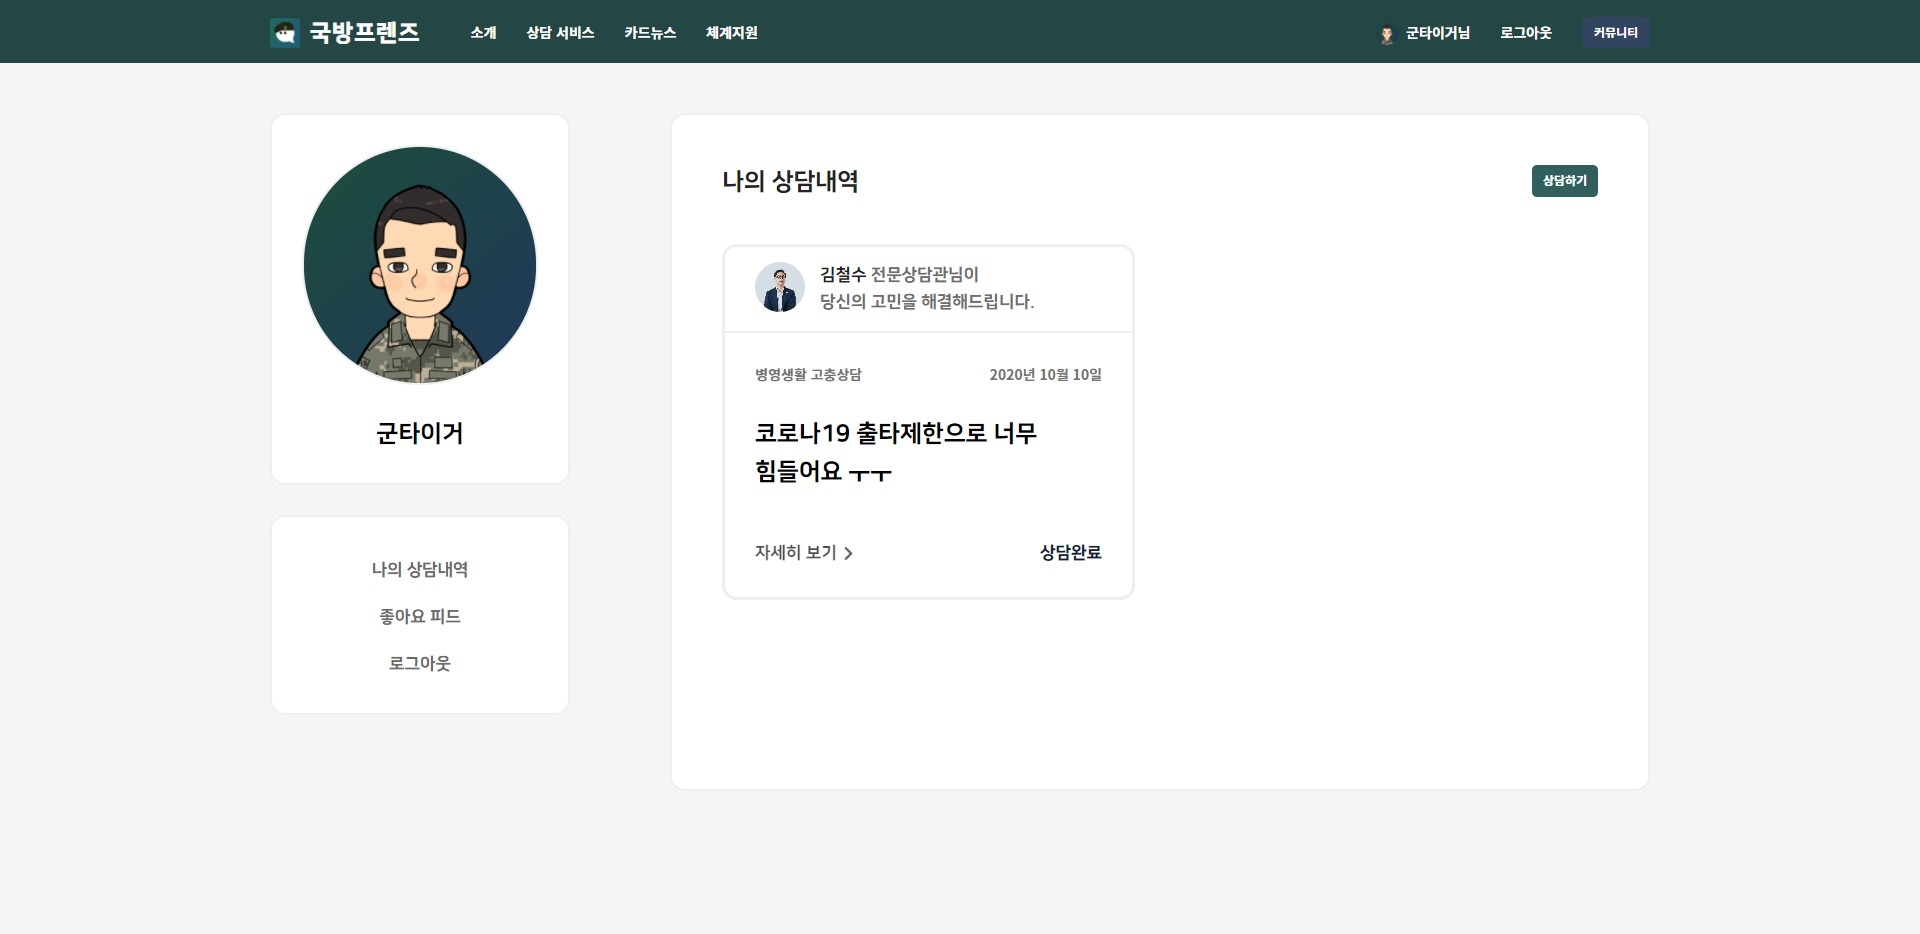 국방프렌즈
소개
상담 서비스
카드뉴스
체계지원
군타이거님
로그아웃
커뮤니티
군타이거
나의 상담내역
좋아요 피드
로그아웃
나의 상담내역
상담하기
김철수 전문상담관님이
당신의 고민을 해결해드립니다.
병영생활 고충상담
2020년 10월 10일
코로나19 출타제한으로 너무
힘들어요 ㅜㅜ
자세히 보기
상담완료